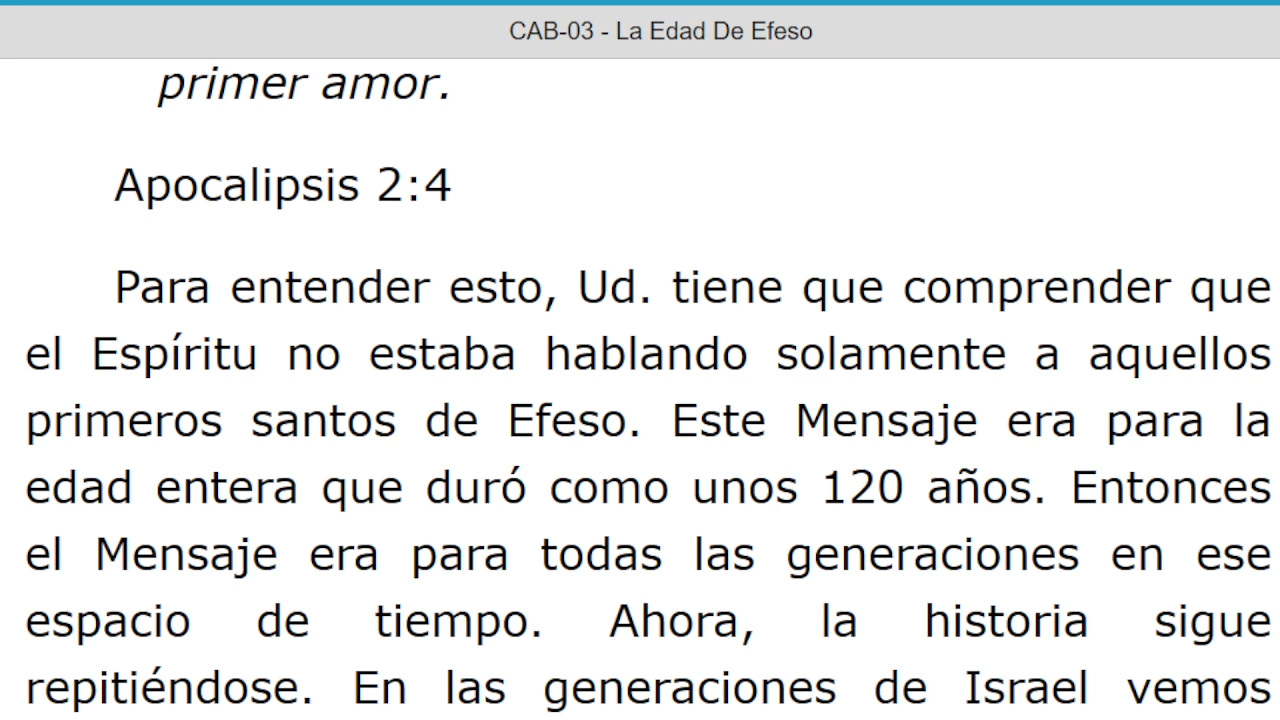 CAB-03 - La Edad De Efeso
primer amor.
Apocalipsis 2:4
Para entender esto, Ud. tiene que comprender que
el Espíritu no estaba hablando solamente a aquellos
primeros santos de Efeso. Este Mensaje era para la
edad entera que duró como unos 120 años. Entonces
el Mensaje era para todas las generaciones en ese
espacio de tiempo. Ahora, la historia sigue
repitiéndose. En las generaciones de Israel vemos